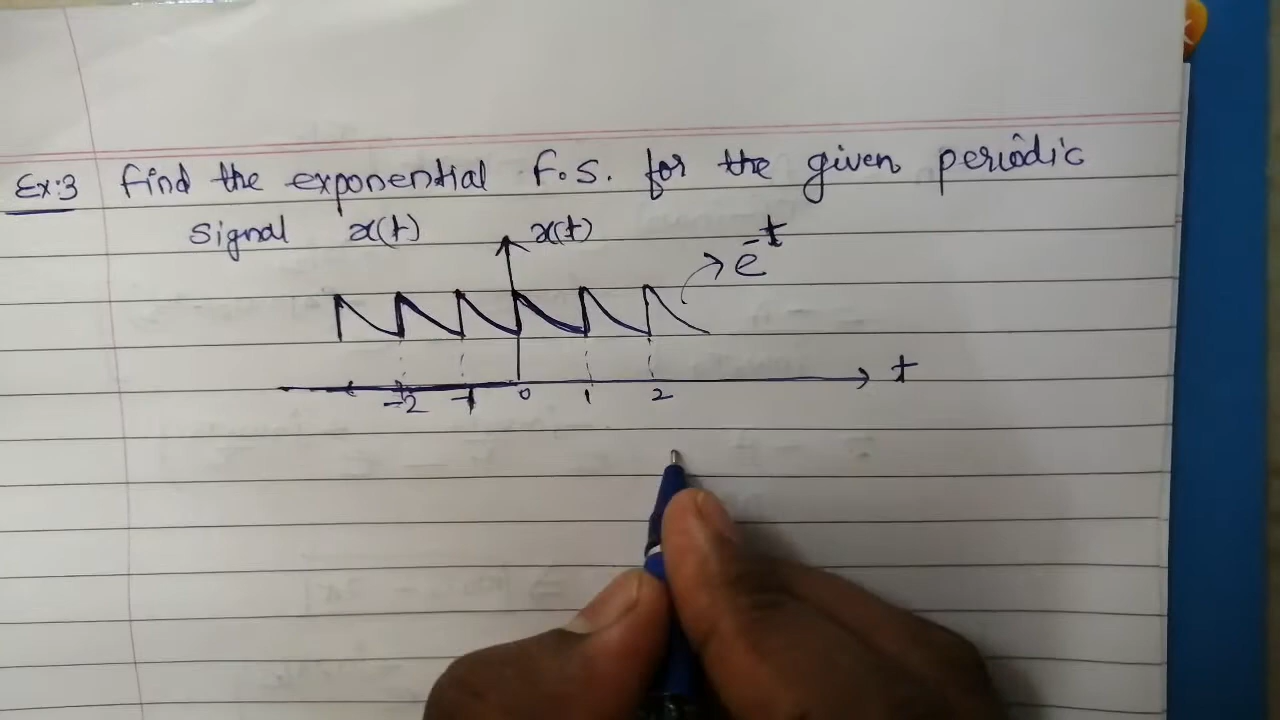 Ex:3 find the exponential F.S. for the given periodic
signal x(t)
x(t)
e^-t
t
-2 -1 0 1 2